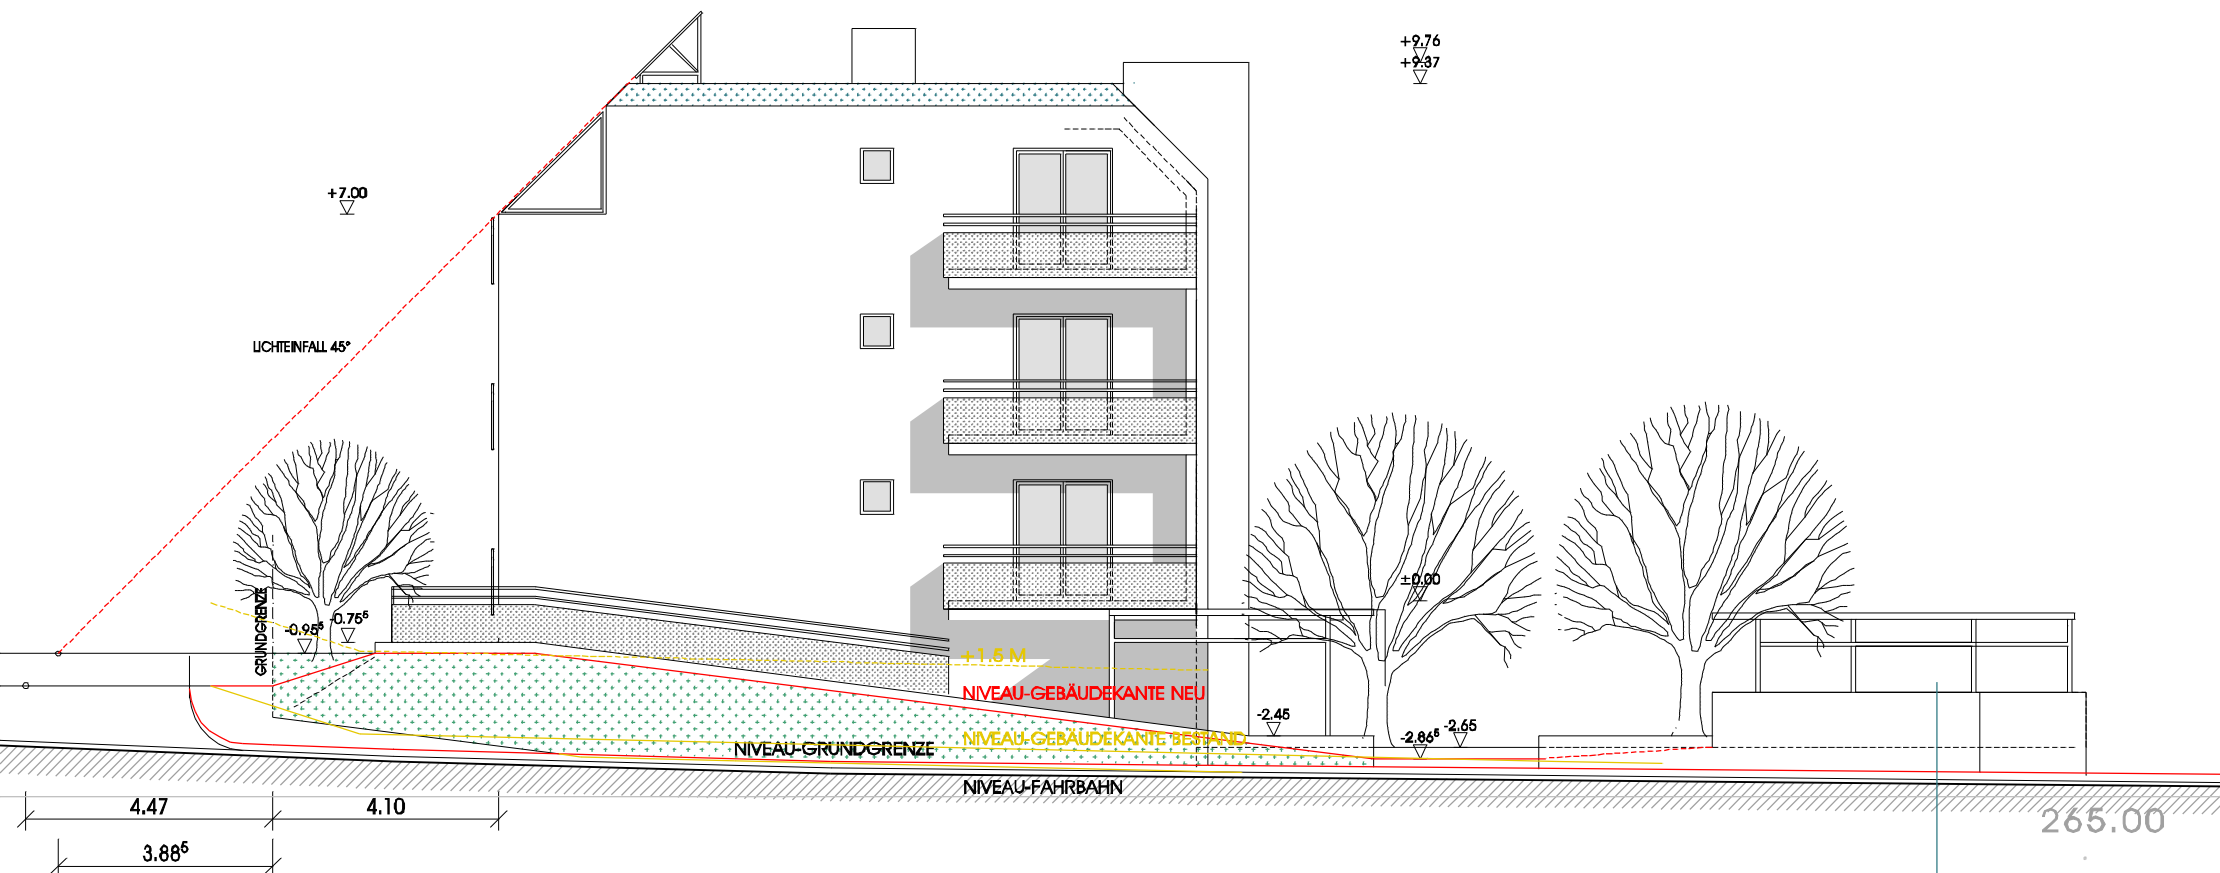 +9.76
+9.37
+7.00
LICHTEINFALL 45°
±0.00
GRUNDGRENZE
-0.95⁵
-0.75⁵
+1.5 M
NIVEAU-GEBÄUDEKANTE NEU
-2.45
-2.65
-2.86⁵
NIVEAU-GEBÄUDEKANTE BESTAND
NIVEAU-GRUNDGRENZE
NIVEAU-FAHRBAHN
4.47
4.10
265.00
3.88⁵